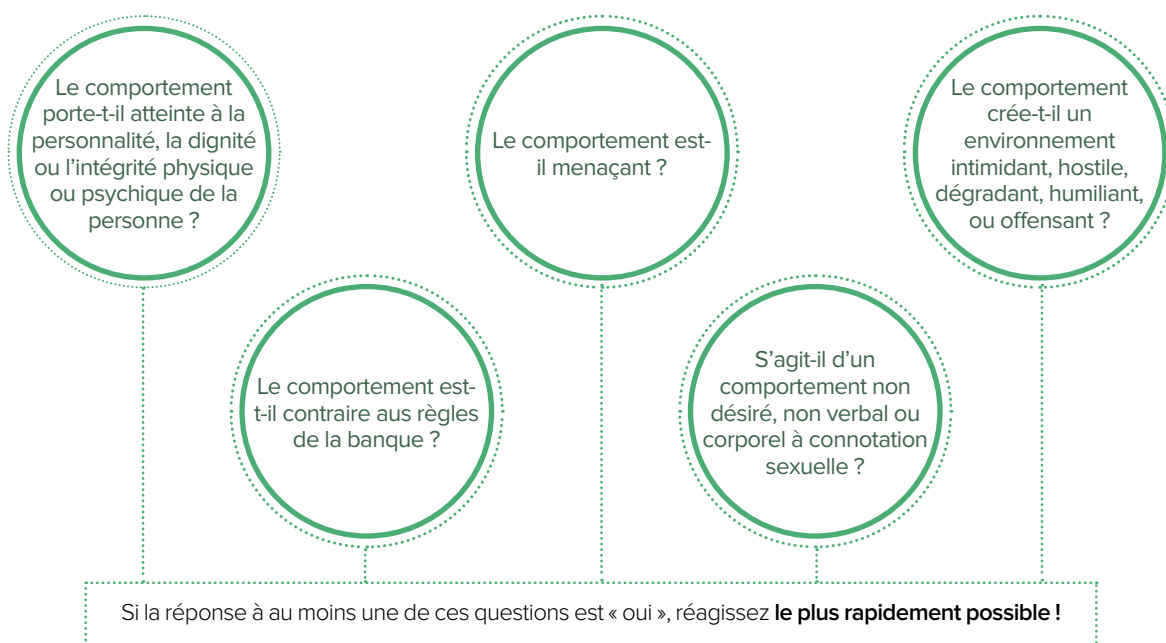 Le comportement
porte-t-il atteinte à la
personnalité, la dignité
ou l’intégrité physique
ou psychique de la
personne ?
Le comportement est-
il menaçant ?
Le comportement
crée-t-il un
environnement
intimidant, hostile,
dégradant, humiliant,
ou offensant ?
Le comportement est-
t-il contraire aus règles
de la banque ?
S’agit-il d’un
comportement non
désiré, non verbal ou
corporel à connotation
sexuelle ?
Si la réponse à au moins une de ces questions est « oui », réagissez le plus rapidement possible !